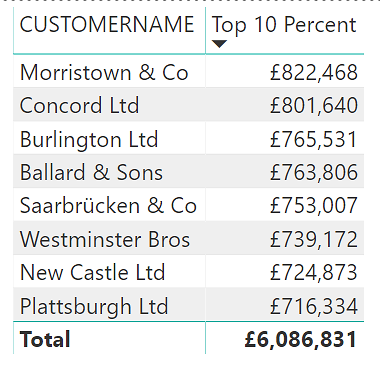 CUSTOMERNAME Top 10 Percent
Morristown & Co £822,468
Concord Ltd £801,640
Burlington Ltd £765,531
Ballard & Sons £763,806
Saarbrücken & Co £753,007
Westminster Bros £739,172
New Castle Ltd £724,873
Plattsburgh Ltd £716,334
Total £6,086,831